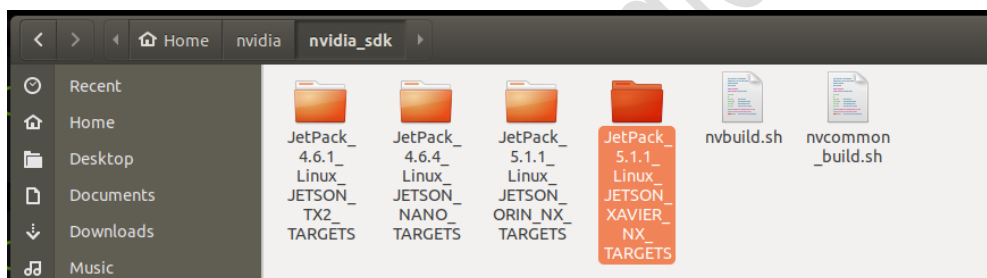 Home nvidia nvidia_sdk
Recent
Home
Desktop
Documents
Downloads
Music
JetPack_
4.6.1_
Linux_
JETSON_
TX2_
TARGETS
JetPack_
4.6.4_
Linux_
JETSON_
NANO_
TARGETS
JetPack_
5.1.1_
Linux_
JETSON_
ORIN_NX_
TARGETS
JetPack_
5.1.1_
Linux_
JETSON_
XAVIER_
NX_
TARGETS
nvbuild.sh
nvcommon
_build.sh